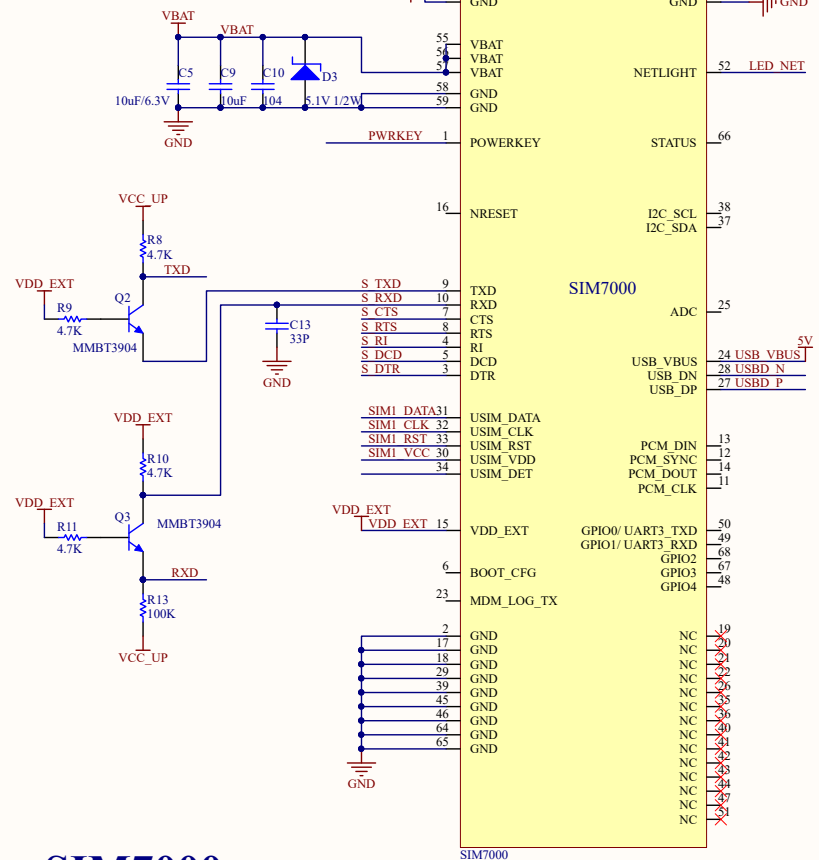 GND GND GND
VBAT
VBAT
C5 C9 C10 D3
10uF/6.3V 10uF 104 5.1V 1/2W
GND
55 VBAT
56 VBAT
57 VBAT
58 GND
59 GND
NETLIGHT 52 LED_NET
PWRKEY 1 POWERKEY
STATUS 66
16 NRESET
I2C_SCL 38
I2C_SDA 37
VCC_UP
R8
4.7K
TXD
VDD_EXT
R9
4.7K
Q2
MMBT3904
S_TXD 9 TXD
S_RXD 10 RXD
S_CTS 7 CTS
S_RTS 8 RTS
S_RI 4 RI
S_DCD 5 DCD
S_DTR 3 DTR
C13
33P
GND
SIM7000
ADC 25
5V
USB_VBUS 24 USB_VBUS
USB_DN 28 USBD_N
USB_DP 27 USBD_P
SIM1_DATA 31 USIM_DATA
SIM1_CLK 32 USIM_CLK
SIM1_RST 33 USIM_RST
SIM1_VCC 30 USIM_VDD
34 USIM_DET
PCM_DIN 13
PCM_SYNC 12
PCM_DOUT 14
PCM_CLK 11
VDD_EXT
R10
4.7K
VDD_EXT
R11
4.7K
Q3
MMBT3904
RXD
R13
100K
VCC_UP
VDD_EXT
VDD_EXT 15 VDD_EXT
6 BOOT_CFG
23 MDM_LOG_TX
GPIO0/ UART3_TXD 50
GPIO1/ UART3_RXD 49
GPIO2 68
GPIO3 67
GPIO4 48
2 GND
17 GND
18 GND
29 GND
39 GND
45 GND
46 GND
64 GND
65 GND
GND
NC 19
NC 20
NC 21
NC 22
NC 26
NC 35
NC 36
NC 40
NC 41
NC 42
NC 43
NC 44
NC 47
NC 51
SIM7000
SIM7000